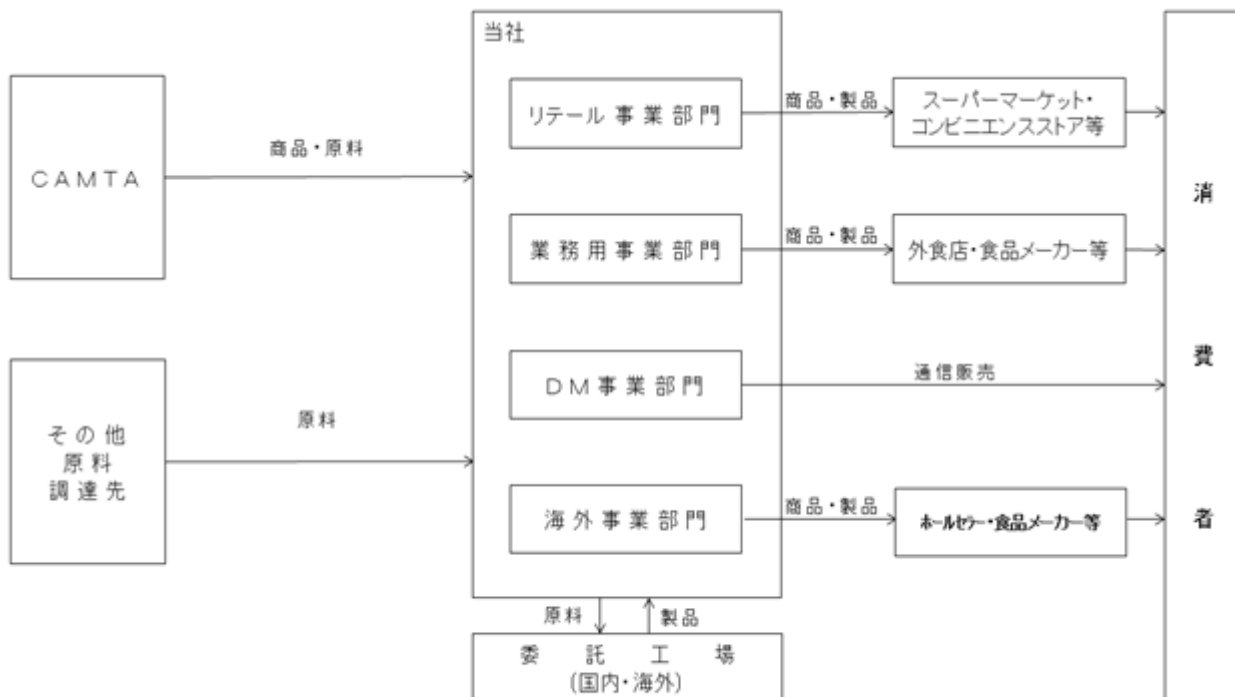 当社
CAMTA
商品・原料
リテール事業部門
商品・製品
スーパーマーケット・
コンビニエンスストア等
業務用事業部門
商品・製品
外食店・食品メーカー等
その他
原料
調達先
原料
DM事業部門
通信販売
海外事業部門
商品・製品
ホールセラー・食品メーカー等
消費者
原料
製品
委託工場
(国内・海外)